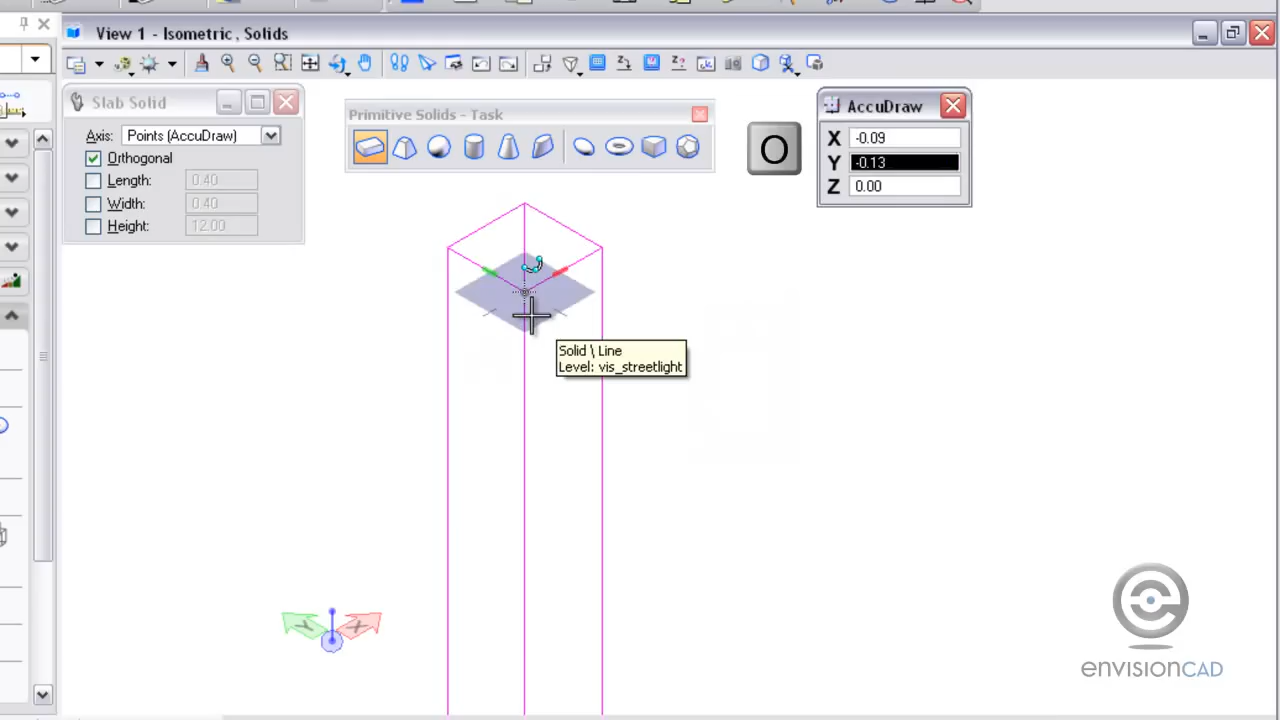 View 1 - Isometric , Solids
Slab Solid
Axis: Points (AccuDraw)
Orthogonal
Length: 0.40
Width: 0.40
Height: 12.00
Primitive Solids - Task
O
AccuDraw
X -0.09
Y -0.13
Z 0.00
Solid \ Line
Level: vis_streetlight
Y X
envisionCAD